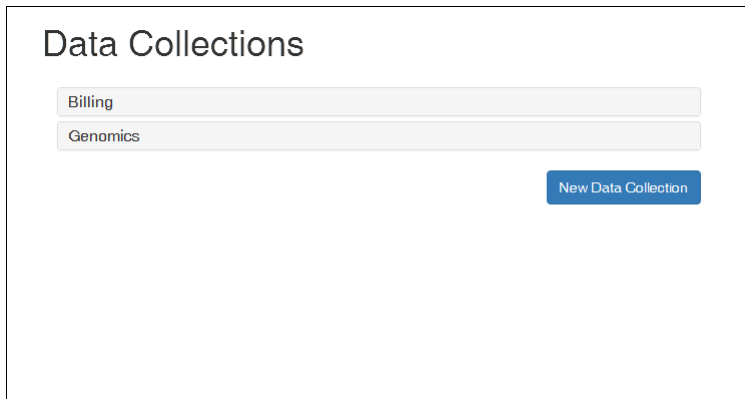 Data Collections
Billing
Genomics
New Data Collection